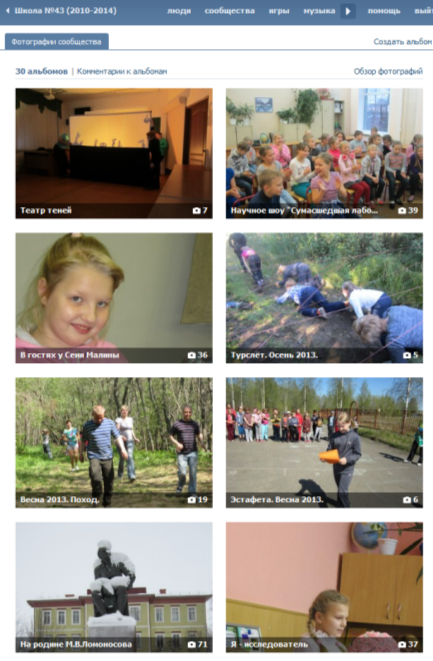 Школа №43 (2010-2014) люди сообщества игры музыка помощь
Фотографии сообщества Создать альбом
30 альбомов | Комментарии к альбомам Обзор фотографий
Театр теней 7
Научное шоу "Сумасшедшая лабо... 39
В гостях у Сени Малины 36
Турслёт. Осень 2013. 5
Весна 2013. Поход. 19
Эстафета. Весна 2013. 6
На родине М.В.Ломоносова 71
Я - исследователь 37